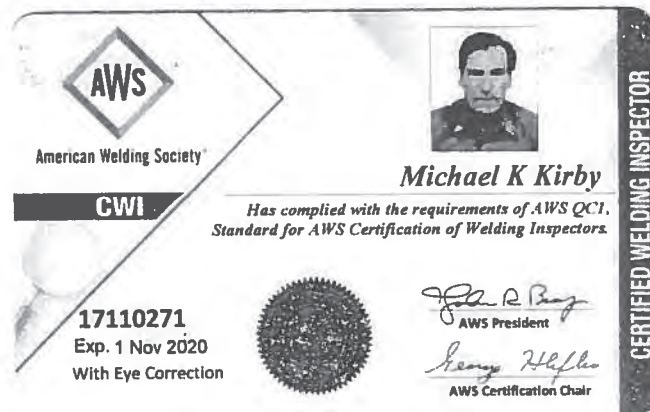 AWS
American Welding Society
CWI
Michael K Kirby
Has complied with the requirements of AWS QC1,
Standard for AWS Certification of Welding Inspectors.
17110271
Exp. 1 Nov 2020
With Eye Correction
AWS President
AWS Certification Chair
CERTIFIED WELDING INSPECTOR